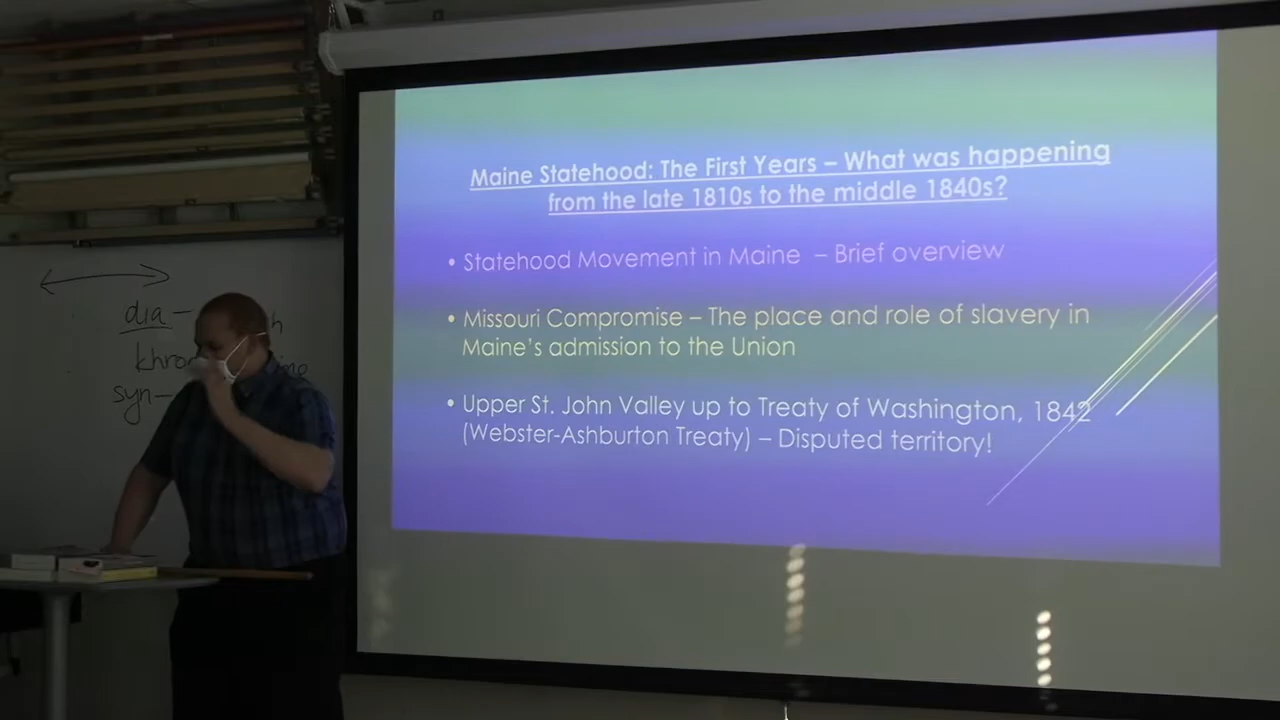 Maine Statehood: The First Years – What was happening
from the late 1810s to the middle 1840s?
• Statehood Movement in Maine – Brief overview
• Missouri Compromise – The place and role of slavery in
Maine's admission to the Union
• Upper St. John Valley up to Treaty of Washington, 1842
(Webster-Ashburton Treaty) – Disputed territory!
dia –
syn –